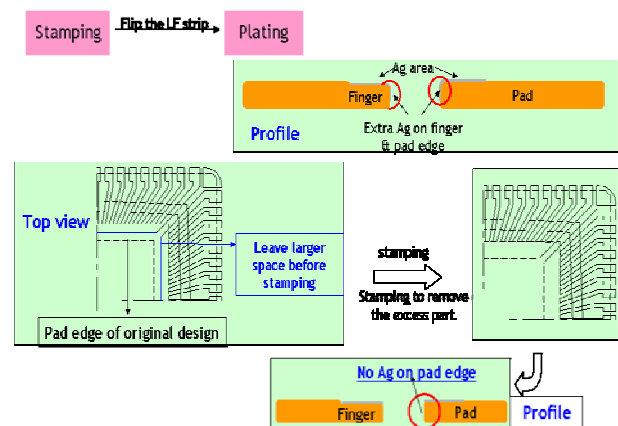 Stamping
Flip the LF strip
Plating
Ag area
Finger
Pad
Extra Ag on finger
& pad edge
Profile
Top view
Leave larger
space before
stamping
Pad edge of original design
stamping
Stamping to remove
the excess part.
No Ag on pad edge
Finger
Pad
Profile